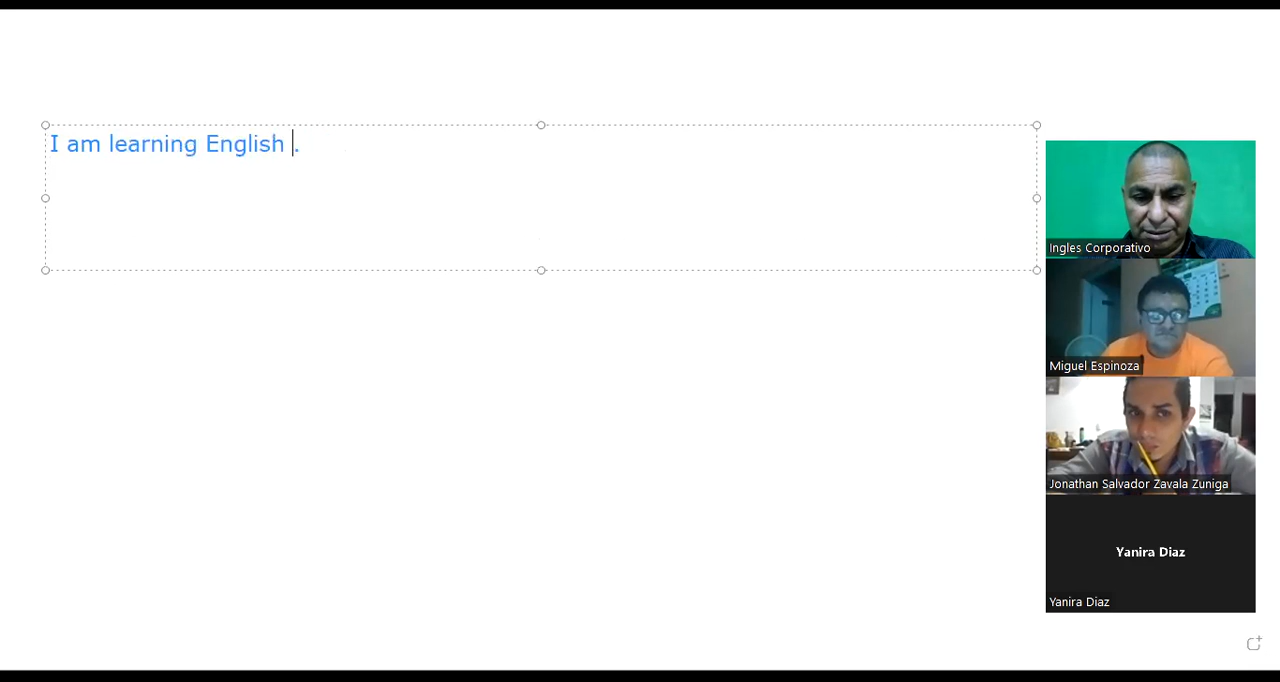 I am learning English .
Ingles Corporativo
Miguel Espinoza
Jonathan Salvador Zavala Zuniga
Yanira Diaz
Yanira Diaz